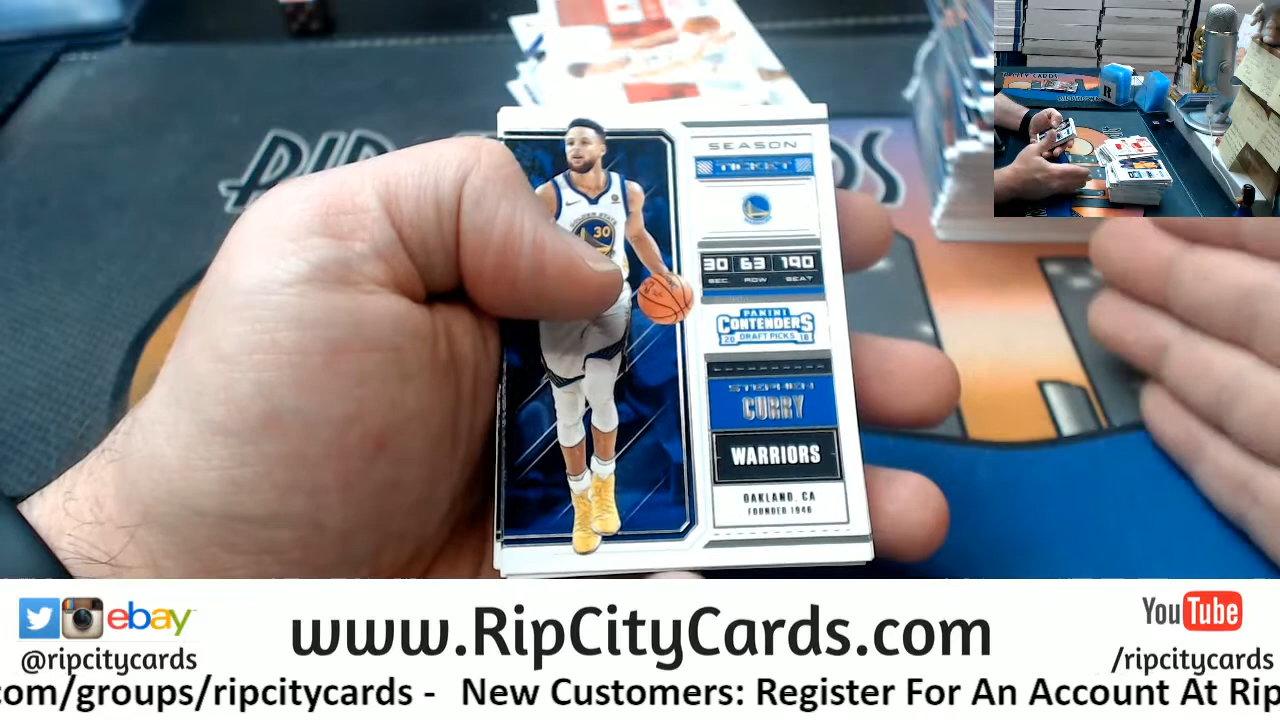 SEASON
TICKET
30 63 190
SEC. ROW SEAT
PANINI
CONTENDERS
20 DRAFT PICKS 18
STEPHEN
CURRY
WARRIORS
OAKLAND, CA
FOUNDED 1946
GOLDEN STATE
30
R
ebay
www.RipCityCards.com
YouTube
@ripcitycards
/ripcitycards
com/groups/ripcitycards - New Customers: Register For An Account At Rip